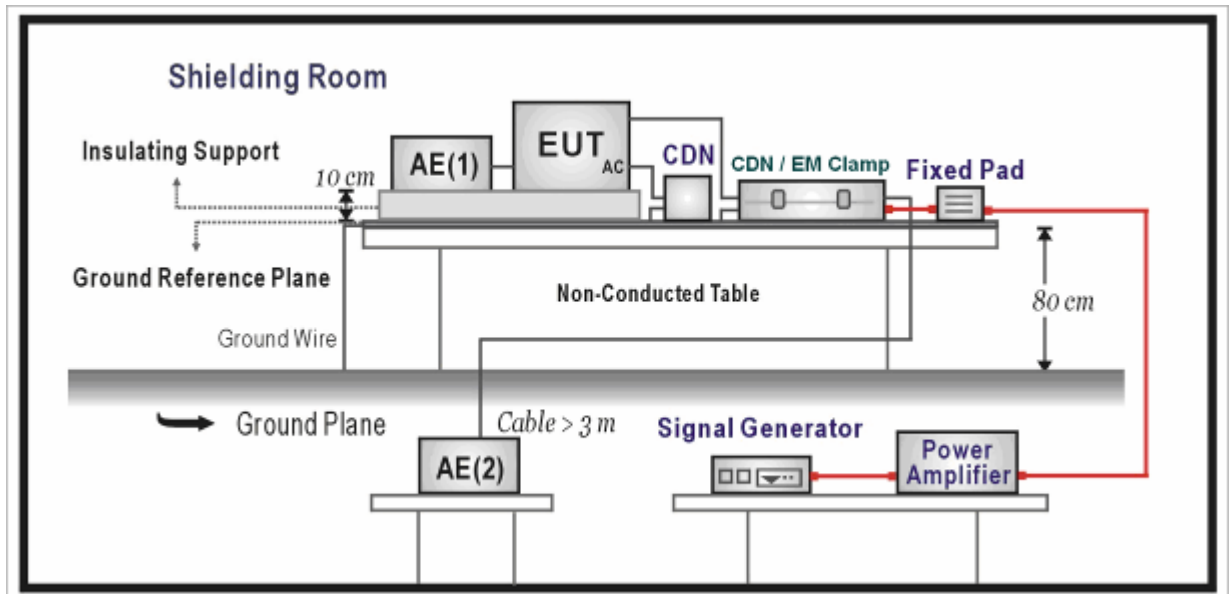 Shielding Room
Insulating Support
10 cm
AE(1)
EUT
AC
CDN
CDN / EM Clamp
Fixed Pad
Ground Reference Plane
Non-Conducted Table
80 cm
Ground Wire
Ground Plane
Cable > 3 m
AE(2)
Signal Generator
Power
Amplifier